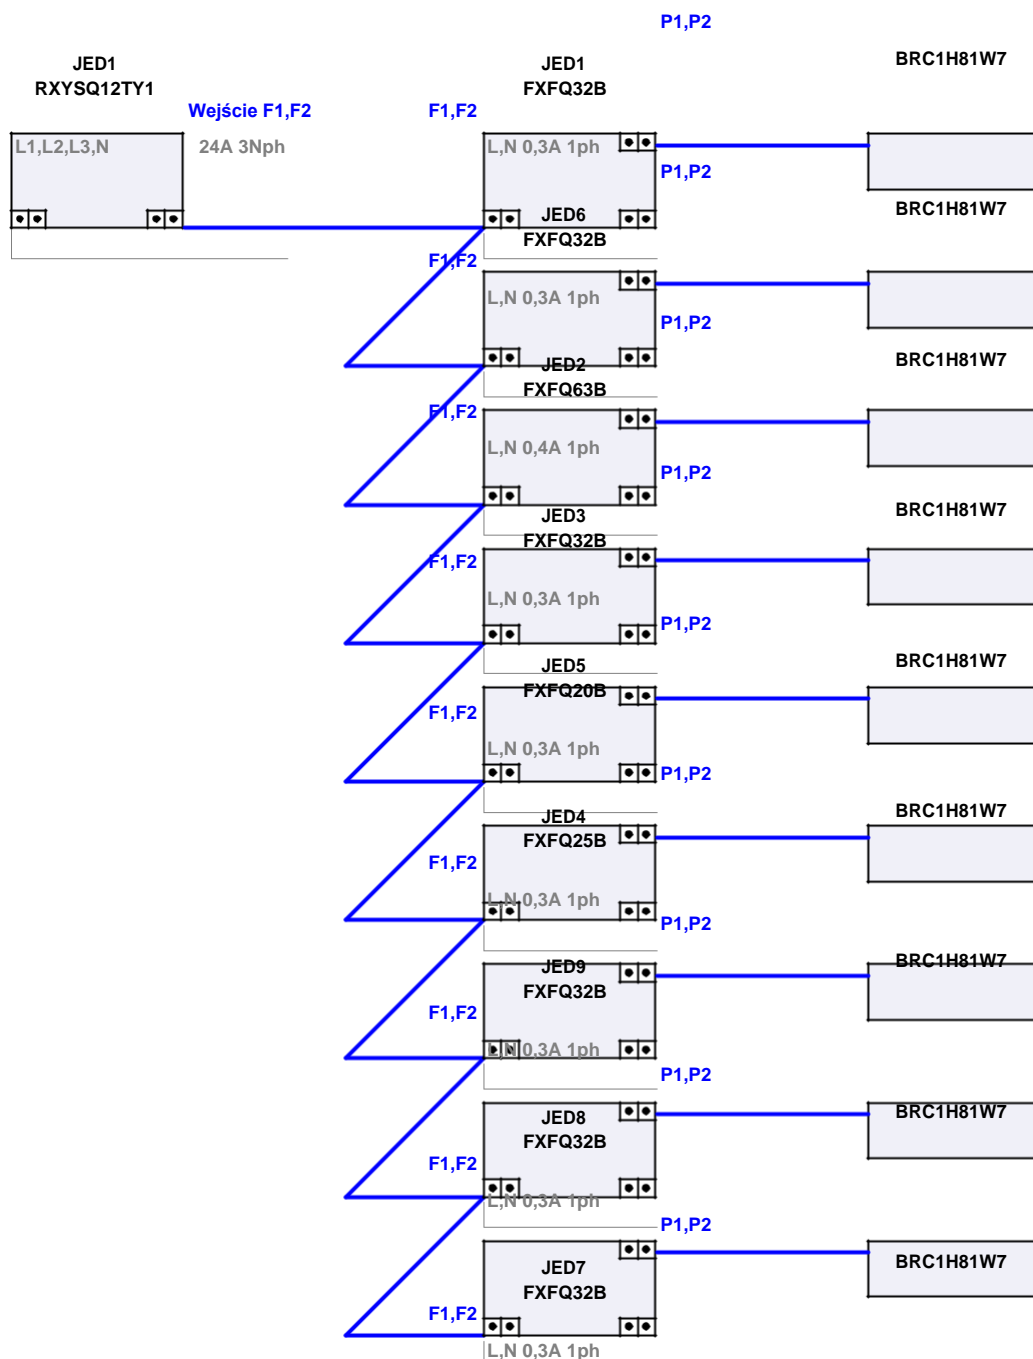 P1,P2
JED1
RXYSQ12TY1
JED1
FXFQ32B
BRC1H81W7
Wejście F1,F2
F1,F2
L1,L2,L3,N
24A 3Nph
L,N 0,3A 1ph
P1,P2
BRC1H81W7
JED6
FXFQ32B
F1,F2
L,N 0,3A 1ph
P1,P2
BRC1H81W7
JED2
FXFQ63B
F1,F2
L,N 0,4A 1ph
P1,P2
BRC1H81W7
JED3
FXFQ32B
F1,F2
L,N 0,3A 1ph
P1,P2
BRC1H81W7
JED5
FXFQ20B
F1,F2
L,N 0,3A 1ph
P1,P2
BRC1H81W7
JED4
FXFQ25B
F1,F2
L,N 0,3A 1ph
P1,P2
BRC1H81W7
JED9
FXFQ32B
F1,F2
L,N 0,3A 1ph
P1,P2
BRC1H81W7
JED8
FXFQ32B
F1,F2
L,N 0,3A 1ph
P1,P2
BRC1H81W7
JED7
FXFQ32B
F1,F2
L,N 0,3A 1ph